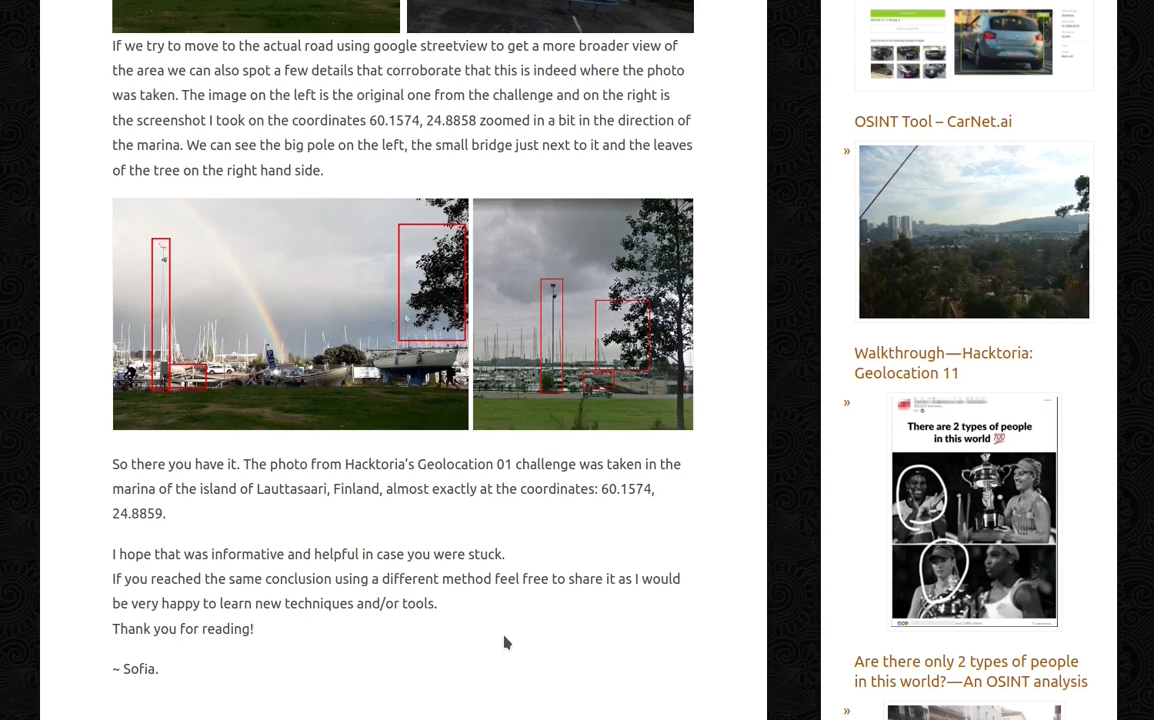 If we try to move to the actual road using google streetview to get a more broader view of
the area we can also spot a few details that corroborate that this is indeed where the photo
was taken. The image on the left is the original one from the challenge and on the right is
the screenshot I took on the coordinates 60.1574, 24.8858 zoomed in a bit in the direction of
the marina. We can see the big pole on the left, the small bridge just next to it and the leaves
of the tree on the right hand side.
So there you have it. The photo from Hacktoria’s Geolocation 01 challenge was taken in the
marina of the island of Lauttasaari, Finland, almost exactly at the coordinates: 60.1574,
24.8859.
I hope that was informative and helpful in case you were stuck.
If you reached the same conclusion using a different method feel free to share it as I would
be very happy to learn new techniques and/or tools.
Thank you for reading!
~ Sofia.
OSINT Tool – CarNet.ai
»
Walkthrough — Hacktoria:
Geolocation 11
»
There are 2 types of people
in this world 💯
Are there only 2 types of people
in this world? — An OSINT analysis
»